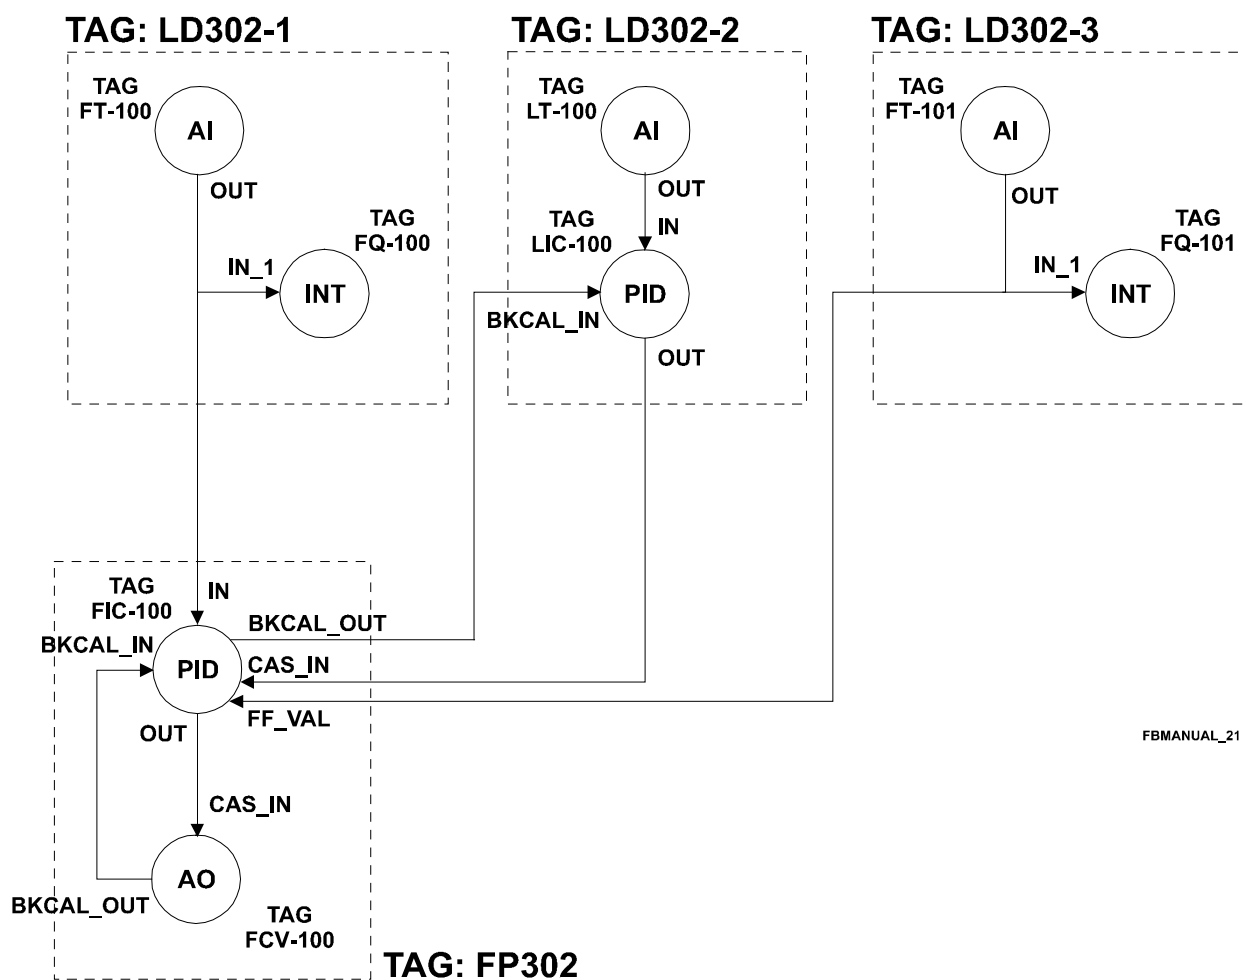 TAG: LD302-1
TAG: LD302-2
TAG: LD302-3
TAG
FT-100
AI
OUT
TAG
FQ-100
IN_1
INT
TAG
LT-100
AI
OUT
TAG
LIC-100
IN
PID
BKCAL_IN
OUT
TAG
FT-101
AI
OUT
TAG
FQ-101
IN_1
INT
TAG
FIC-100
IN
BKCAL_IN
PID
BKCAL_OUT
CAS_IN
FF_VAL
OUT
CAS_IN
AO
BKCAL_OUT
TAG
FCV-100
TAG: FP302
FBMANUAL_21